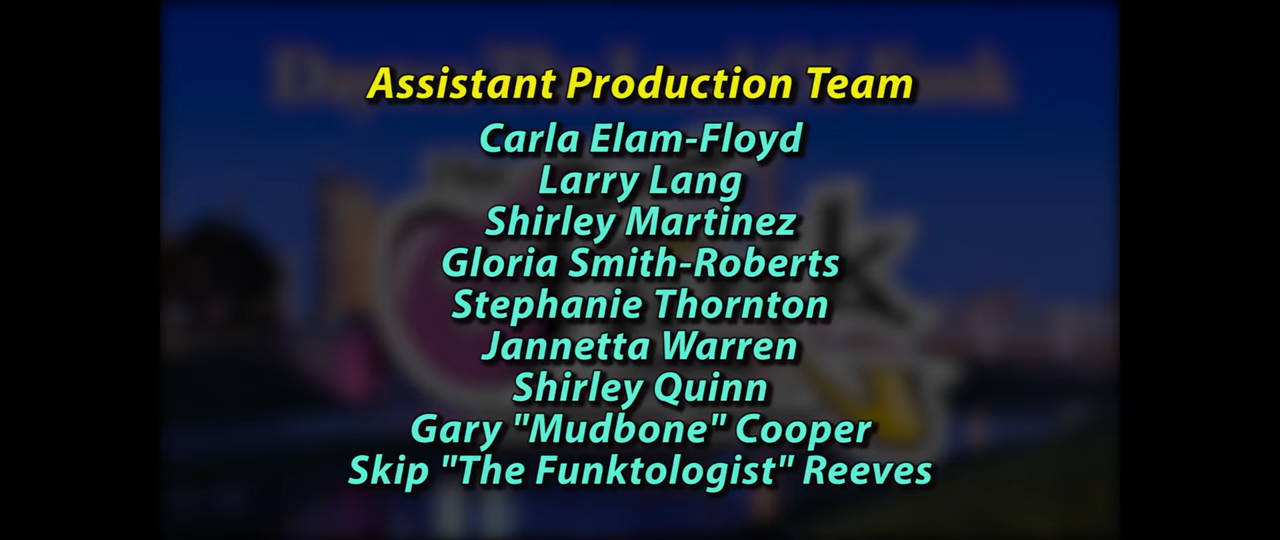 Assistant Production Team
Carla Elam-Floyd
Larry Lang
Shirley Martinez
Gloria Smith-Roberts
Stephanie Thornton
Jannetta Warren
Shirley Quinn
Gary "Mudbone" Cooper
Skip "The Funktologist" Reeves